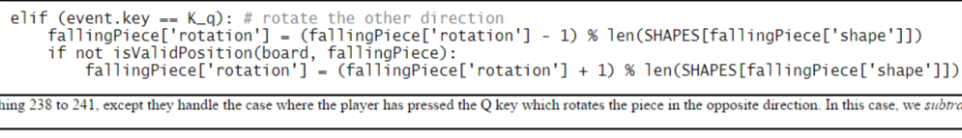 elif (event.key == K_q): # rotate the other direction
fallingPiece['rotation'] = (fallingPiece['rotation'] - 1) % len(SHAPES[fallingPiece['shape']])
if not isValidPosition(board, fallingPiece):
fallingPiece['rotation'] = (fallingPiece['rotation'] + 1) % len(SHAPES[fallingPiece['shape']])
238 to 241, except they handle the case where the player has pressed the Q key which rotates the piece in the opposite direction. In this case, we